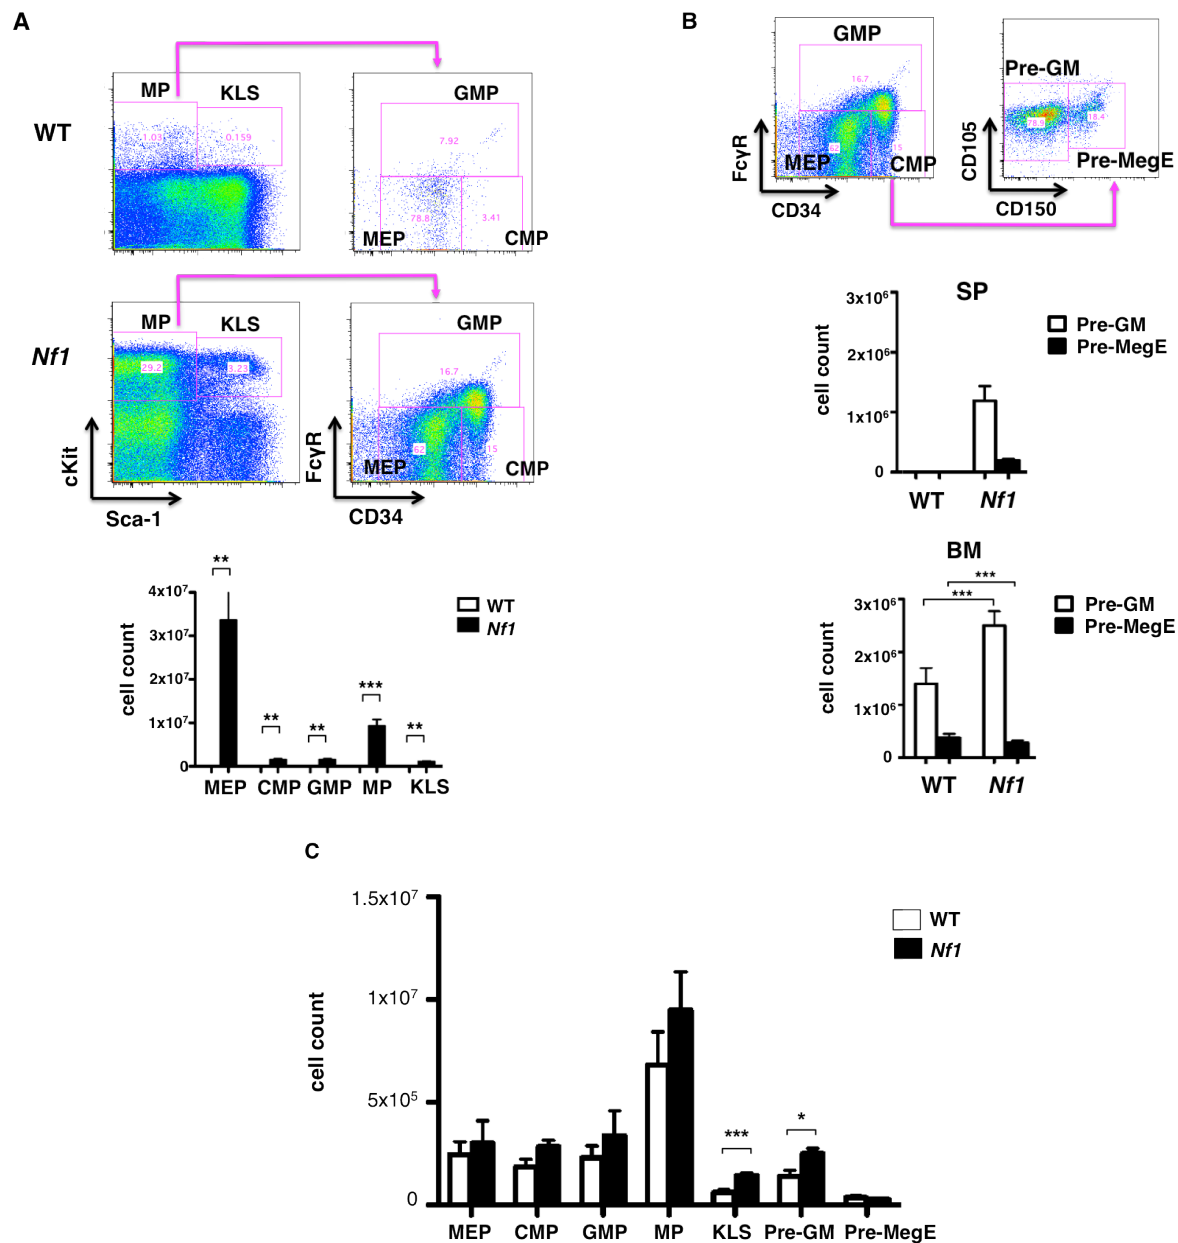 A
MP
KLS
GMP
WT
1.03
0.159
7.92
78.8
3.41
MEP
CMP
MP
KLS
GMP
Nf1
29.2
3.23
16.7
62
15
MEP
CMP
cKit
FcγR
Sca-1
CD34
**
4x10⁷
3x10⁷
2x10⁷
1x10⁷
0
cell count
WT
Nf1
**
**
***
**
MEP
CMP
GMP
MP
KLS
B
GMP
16.7
62
15
MEP
CMP
FcγR
CD34
Pre-GM
78.9
18.4
Pre-MegE
CD105
CD150
SP
3x10⁶
2x10⁶
1x10⁶
0
cell count
Pre-GM
Pre-MegE
WT
Nf1
BM
***
***
3x10⁶
2x10⁶
1x10⁶
0
cell count
Pre-GM
Pre-MegE
WT
Nf1
C
1.5x10⁷
1x10⁷
5x10⁵
0
cell count
WT
Nf1
***
*
MEP
CMP
GMP
MP
KLS
Pre-GM
Pre-MegE